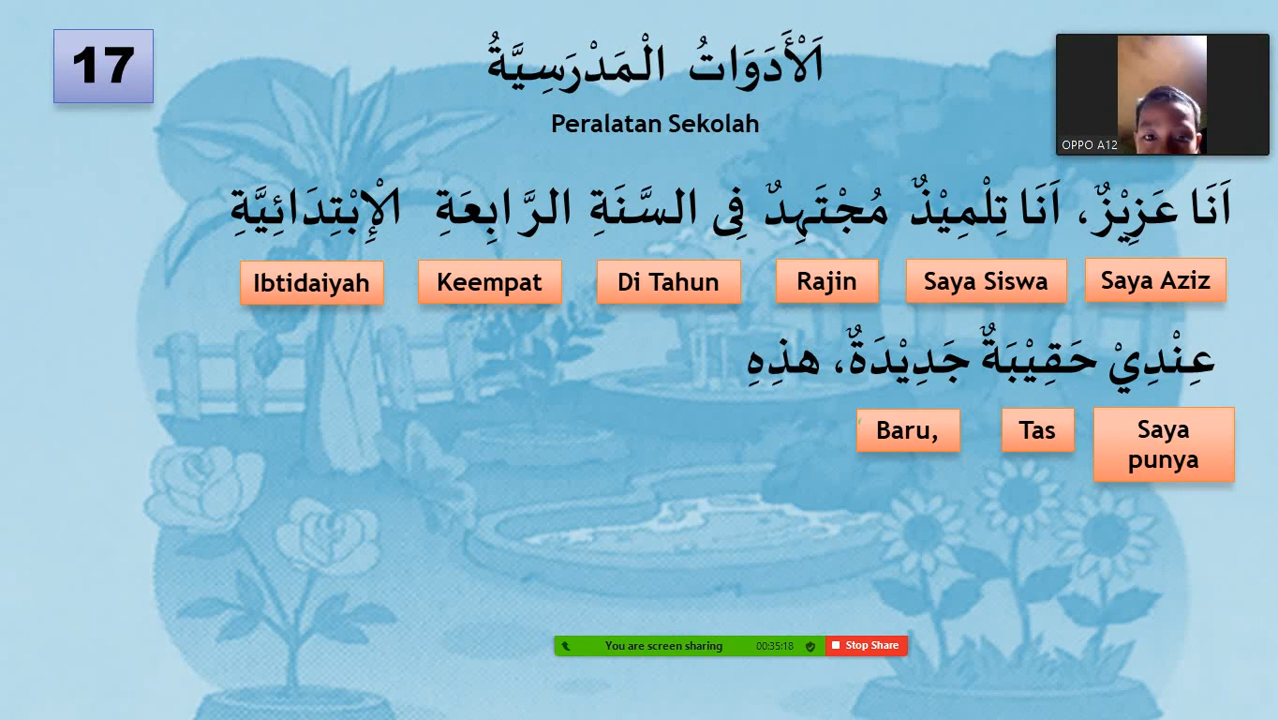 17
اَلْأَدَوَاتُ الْمَدْرَسِيَّةُ
Peralatan Sekolah
OPPO A12
اَنَا عَزِيْزٌ، اَنَا تِلْمِيْذٌ مُجْتَهِدٌ فِى السَّنَةِ الرَّابِعَةِ الْإِبْتِدَائِيَّةِ
Ibtidaiyah Keempat Di Tahun Rajin Saya Siswa Saya Aziz
عِنْدِيْ حَقِيْبَةٌ جَدِيْدَةٌ، هذِهِ
Baru, Tas Saya punya
You are screen sharing 00:35:18 Stop Share